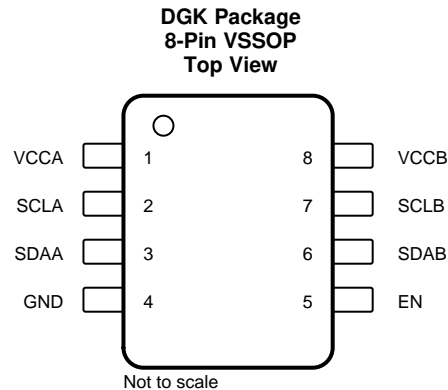 DGK Package
8-Pin VSSOP
Top View
VCCA 1 8 VCCB
SCLA 2 7 SCLB
SDAA 3 6 SDAB
GND 4 5 EN
Not to scale